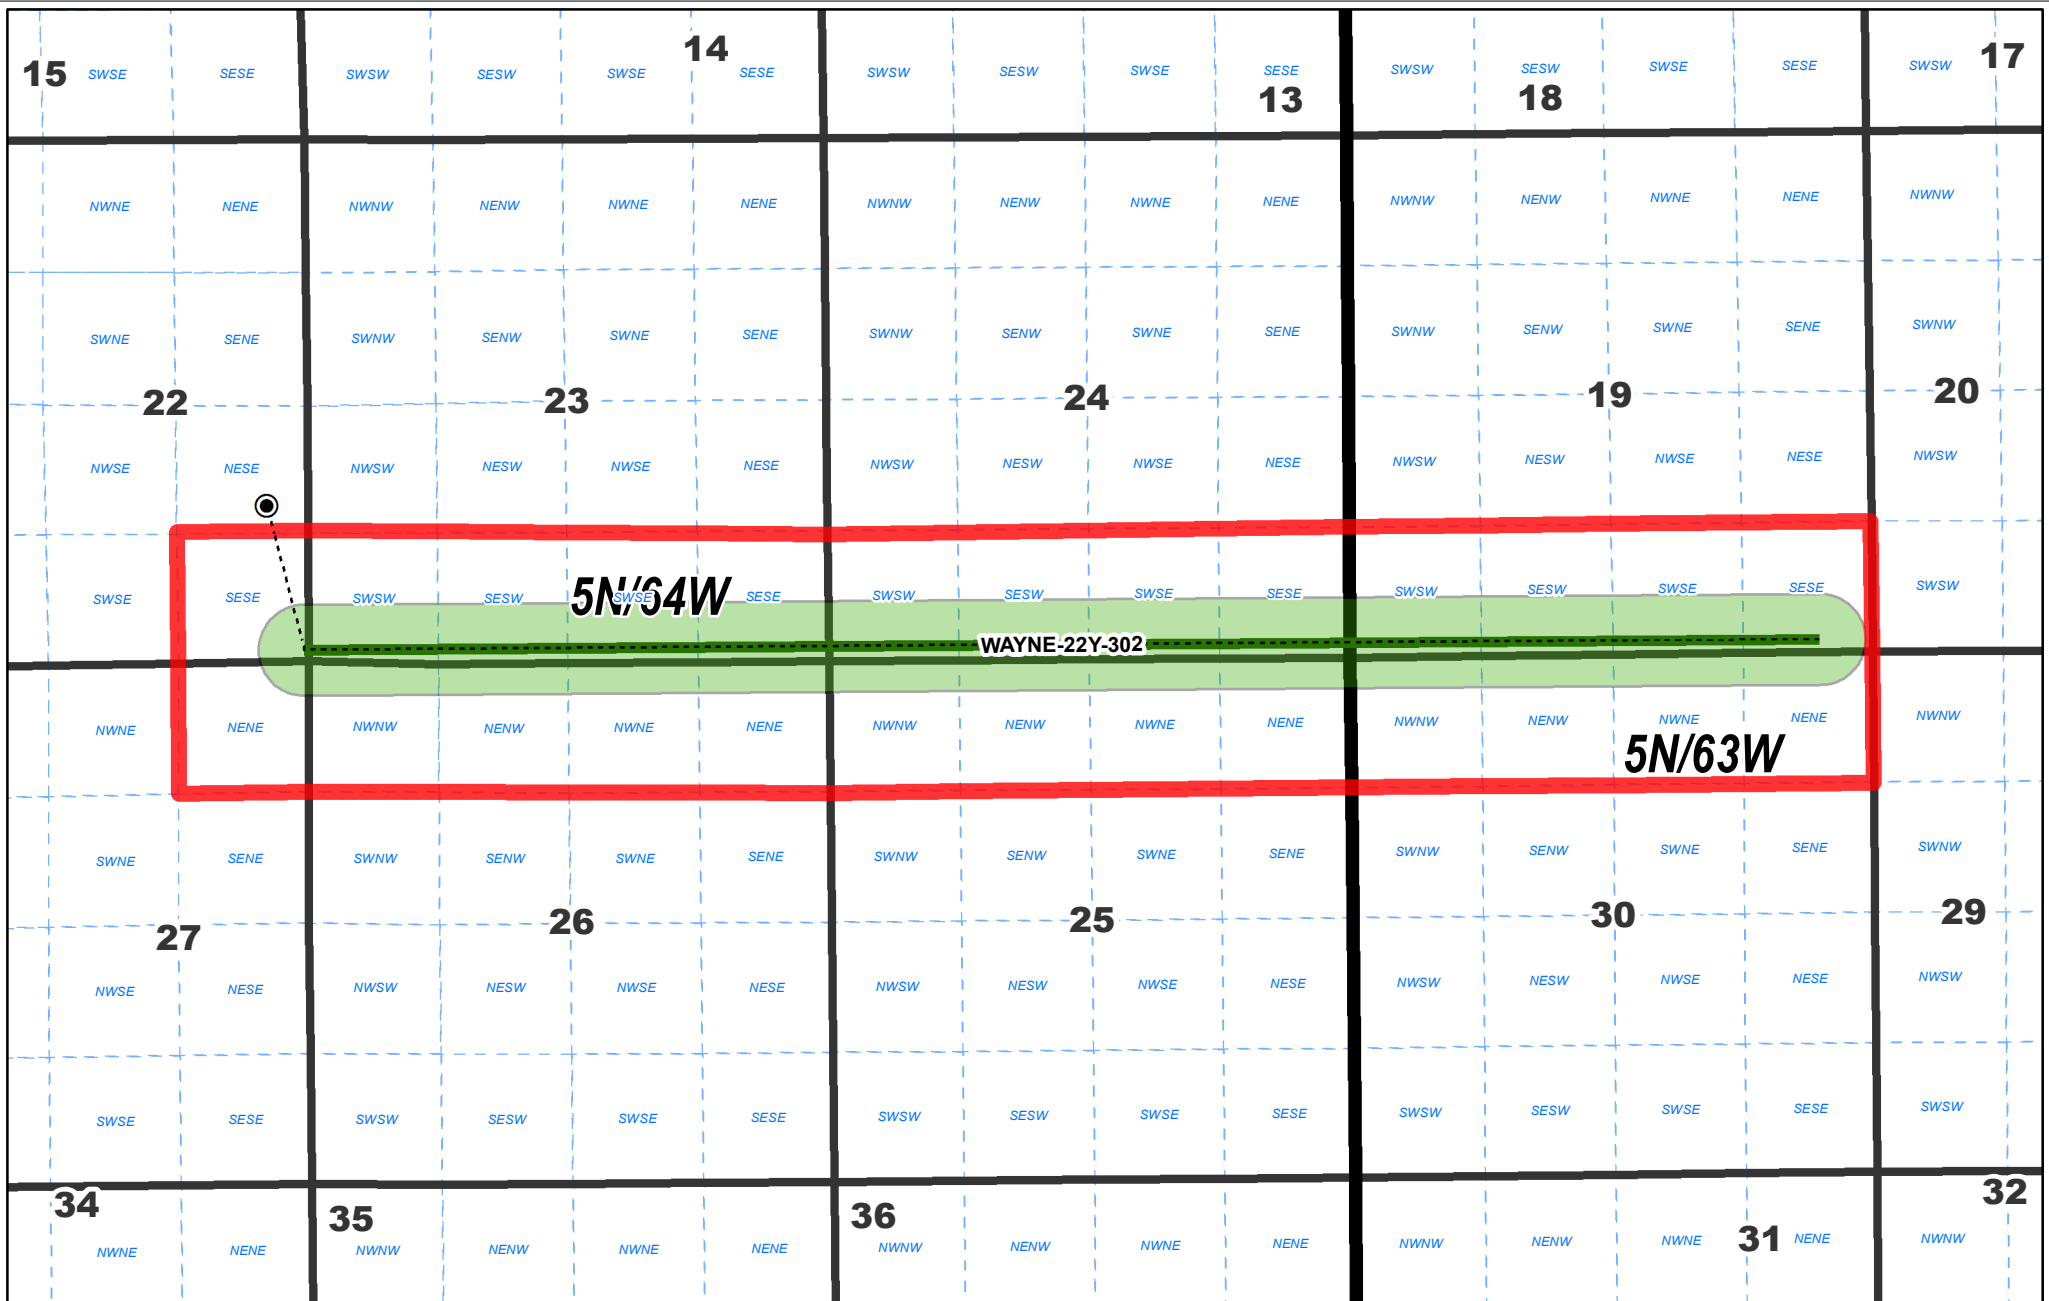 14
15 SWSE SESE SWSW SESW SWSE SESE SWSW SESW SWSE SESE SWSW SESW SWSE SESE SWSW 17
13 18
NWNE NENE NWNW NENW NWNE NENE NWNW NENW NWNE NENE NWNW NENW NWNE NENE NWNW
SWNE SENE SWNW SENW SWNE SENE SWNW SENW SWNE SENE SWNW SENW SWNE SENE SWNW
22 23 24 19 20
NWSE NESE NWSW NESW NWSE NESE NWSW NESW NWSE NESE NWSW NESW NWSE NESE NWSW
SWSE SESE SWSW SESW SWSE SESE SWSW SESW SWSE SESE SWSW SESW SWSE SESE SWSW
5N/64W
WAYNE-22Y-302
NWNE NENE NWNW NENW NWNE NENE NWNW NENW NWNE NENE NWNW NENW NWNE NENE NWNW
5N/63W
SWNE SENE SWNW SENW SWNE SENE SWNW SENW SWNE SENE SWNW SENW SWNE SENE SWNW
27 26 25 30 29
NWSE NESE NWSW NESW NWSE NESE NWSW NESW NWSE NESE NWSW NESW NWSE NESE NWSW
SWSE SESE SWSW SESW SWSE SESE SWSW SESW SWSE SESE SWSW SESW SWSE SESE SWSW
34 35 36 31 32
NWNE NENE NWNW NENW NWNE NENE NWNW NENW NWNE NENE NWNW NENW NWNE NENE NWNW